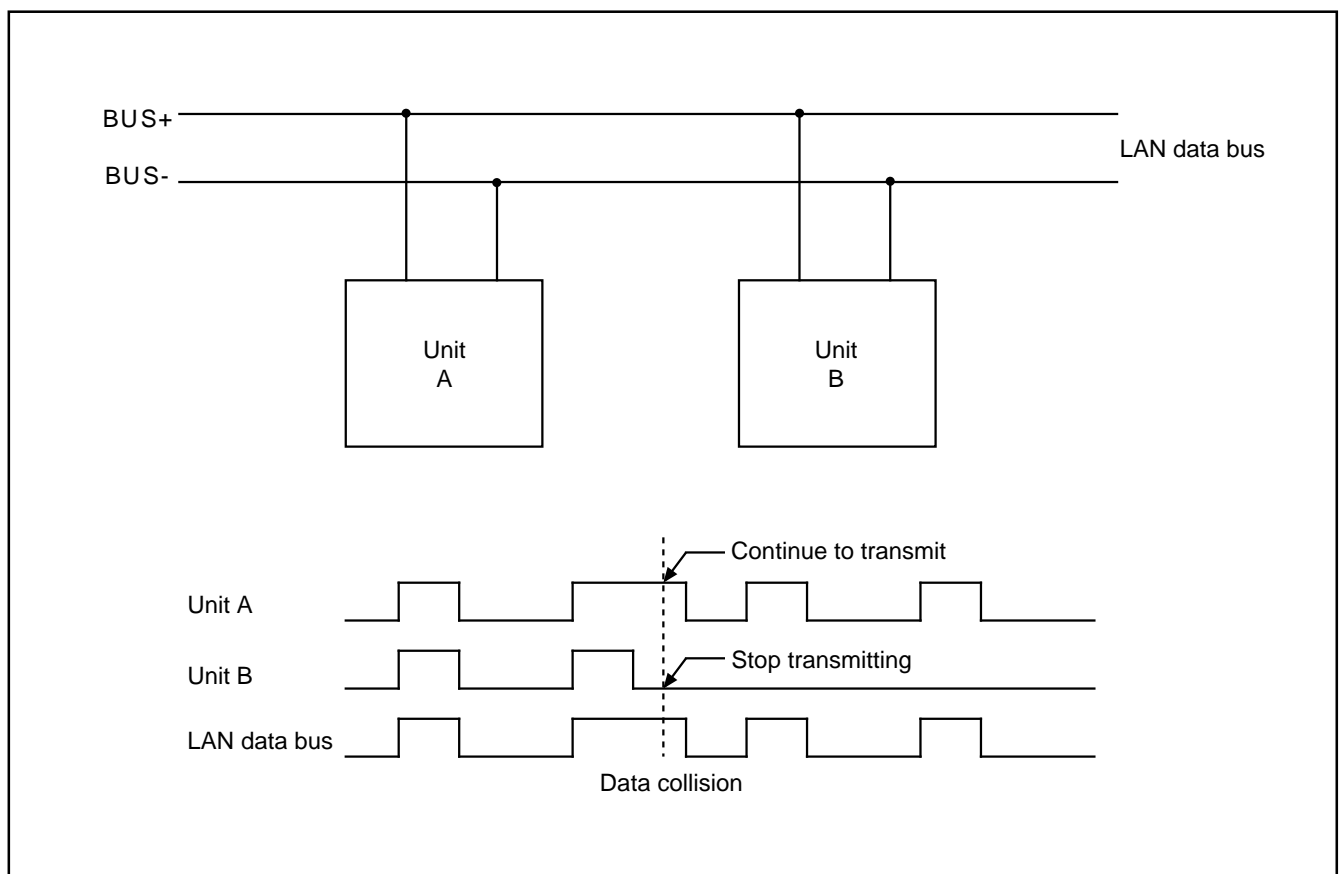 BUS+
LAN data bus
BUS-
Unit
A
Unit
B
Continue to transmit
Unit A
Stop transmitting
Unit B
LAN data bus
Data collision